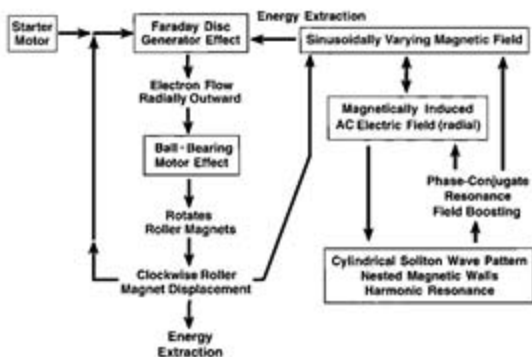 Energy Extraction
Starter
Motor
Faraday Disc
Generator Effect
Sinusoidally Varying Magnetic Field
Electron Flow
Radially Outward
Magnetically Induced
AC Electric Field (radial)
Ball-Bearing
Motor Effect
Phase-Conjugate
Resonance
Field Boosting
Rotates
Roller Magnets
Clockwise Roller
Magnet Displacement
Cylindrical Soliton Wave Pattern
Nested Magnetic Walls
Harmonic Resonance
Energy
Extraction